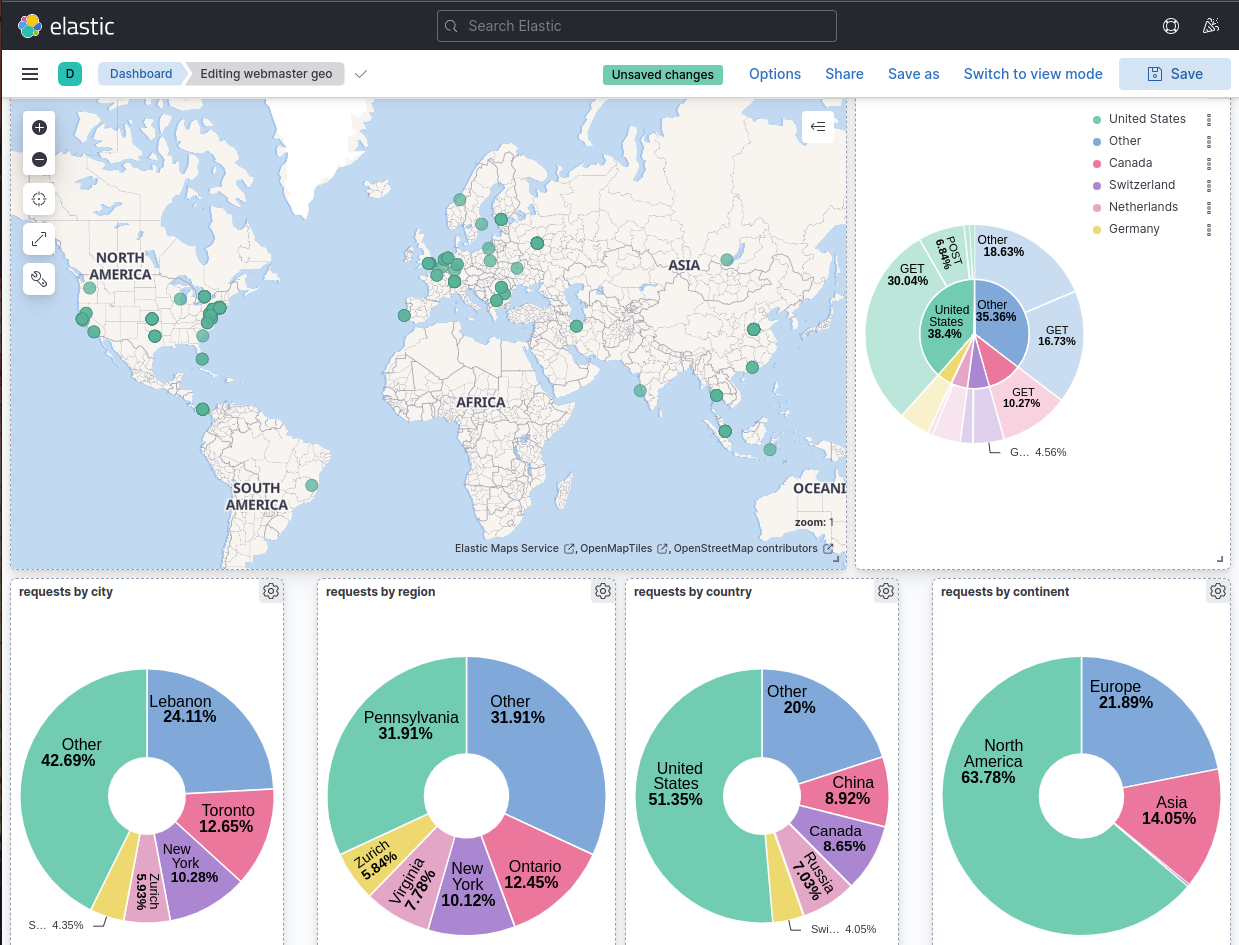 elastic
Search Elastic
D
Dashboard
Editing webmaster geo
Unsaved changes
Options
Share
Save as
Switch to view mode
Save
NORTH
AMERICA
ASIA
AFRICA
SOUTH
AMERICA
OCEANI
zoom: 1
Elastic Maps Service , OpenMapTiles , OpenStreetMap contributors
United States
Other
Canada
Switzerland
Netherlands
Germany
Other
18.63%
POST
6.84%
GET
30.04%
United
States
38.4%
Other
35.36%
GET
16.73%
GET
10.27%
G… 4.56%
requests by city
Lebanon
24.11%
Other
42.69%
Toronto
12.65%
New
York
10.28%
Zurich
5.93%
S… 4.35%
requests by region
Other
31.91%
Pennsylvania
31.91%
Ontario
12.45%
New
York
10.12%
Virginia
7.78%
Zurich
5.84%
requests by country
Other
20%
United
States
51.35%
China
8.92%
Canada
8.65%
Russia
7.03%
Swi… 4.05%
requests by continent
Europe
21.89%
North
America
63.78%
Asia
14.05%